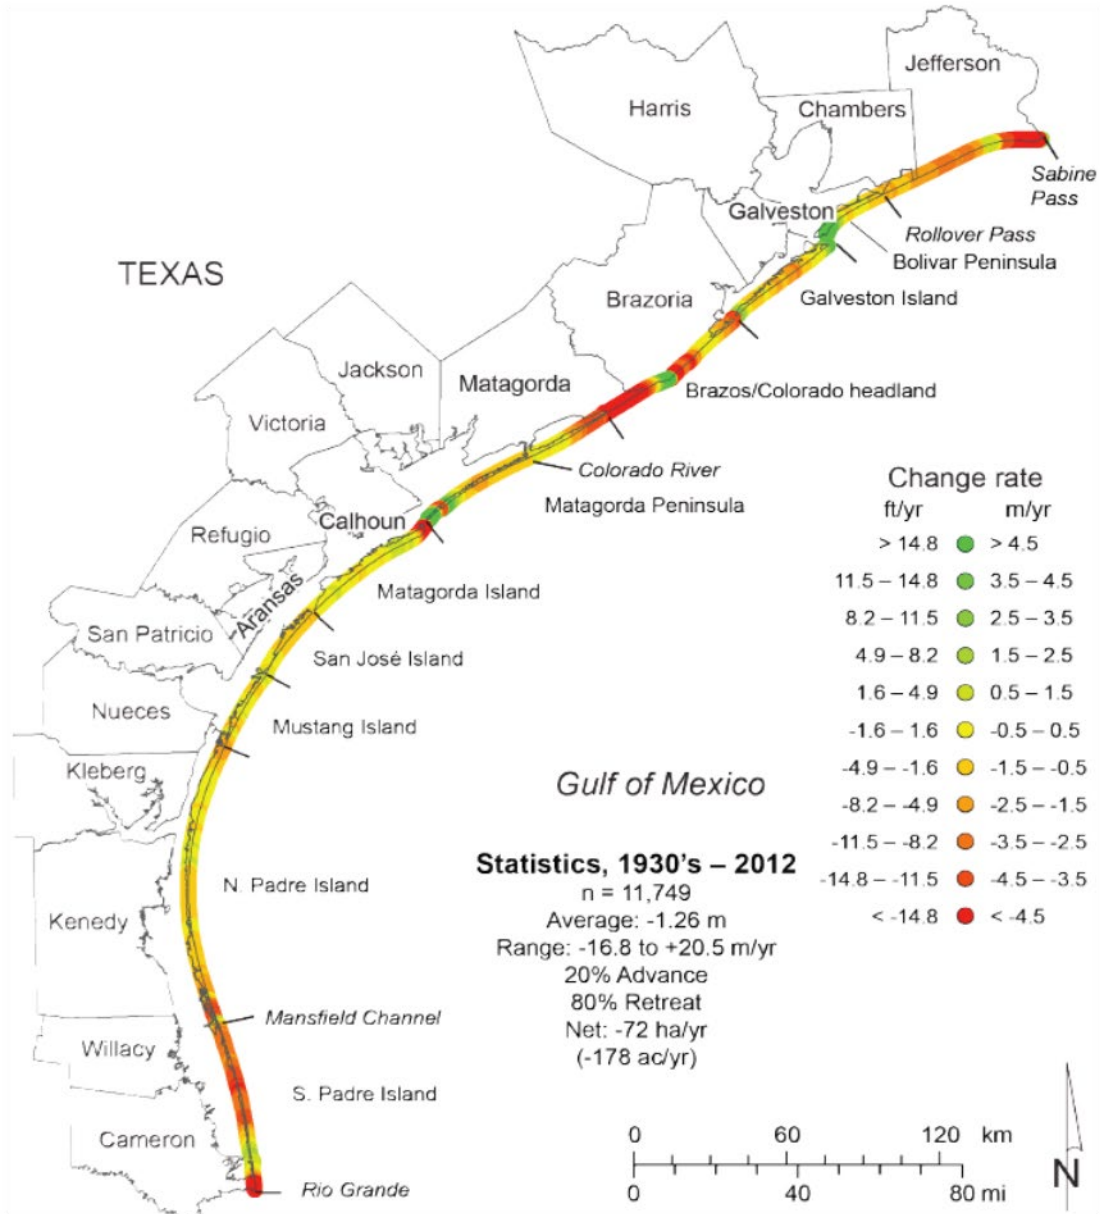 Jefferson
Harris
Chambers
Sabine
Pass
Galveston
Rollover Pass
Bolivar Peninsula
TEXAS
Brazoria
Galveston Island
Jackson
Matagorda
Brazos/Colorado headland
Victoria
Colorado River
Matagorda Peninsula
Calhoun
Refugio
Matagorda Island
Aransas
San Patricio
San José Island
Nueces
Mustang Island
Kleberg
Gulf of Mexico
N. Padre Island
Kenedy
Mansfield Channel
Willacy
S. Padre Island
Cameron
Rio Grande
Change rate
ft/yr m/yr
> 14.8 > 4.5
11.5 – 14.8 3.5 – 4.5
8.2 – 11.5 2.5 – 3.5
4.9 – 8.2 1.5 – 2.5
1.6 – 4.9 0.5 – 1.5
-1.6 – 1.6 -0.5 – 0.5
-4.9 – -1.6 -1.5 – -0.5
-8.2 – -4.9 -2.5 – -1.5
-11.5 – -8.2 -3.5 – -2.5
-14.8 – -11.5 -4.5 – -3.5
< -14.8 < -4.5
Statistics, 1930's – 2012
n = 11,749
Average: -1.26 m
Range: -16.8 to +20.5 m/yr
20% Advance
80% Retreat
Net: -72 ha/yr
(-178 ac/yr)
0 60 120 km
0 40 80 mi
N